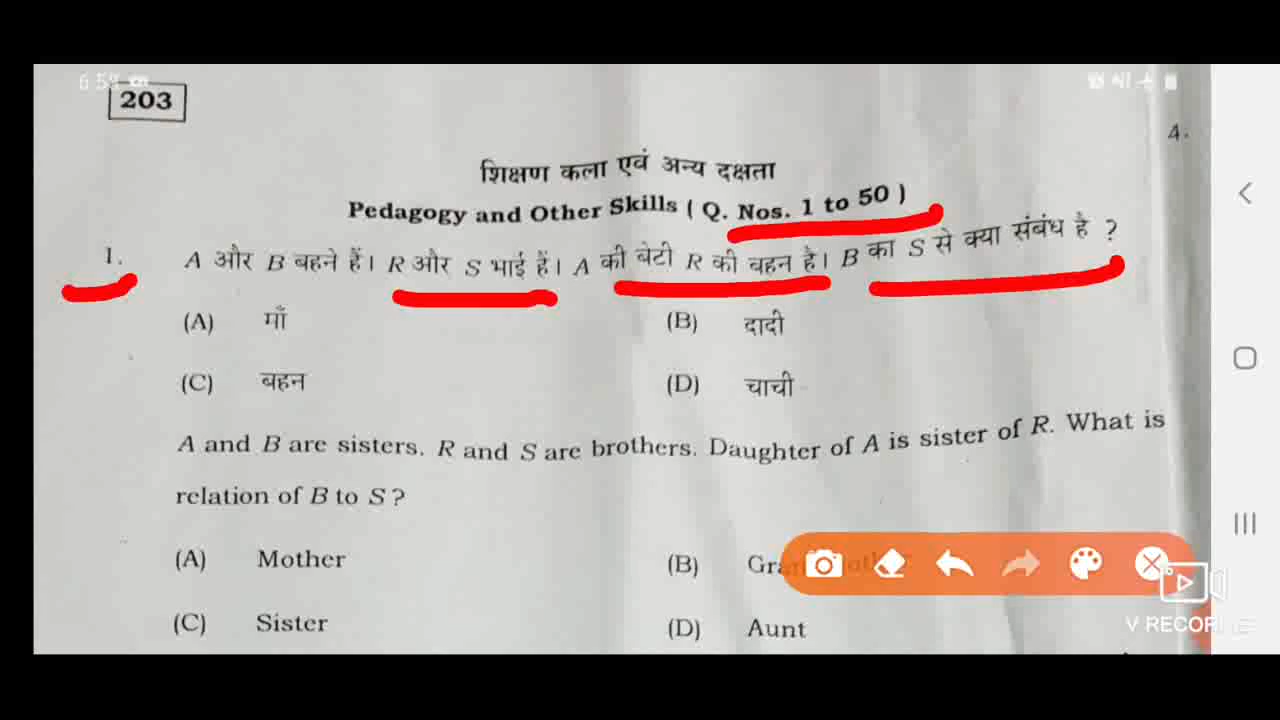 6:58
203
4.
शिक्षण कला एवं अन्य दक्षता
Pedagogy and Other Skills ( Q. Nos. 1 to 50 )
1. A और B बहनें हैं। R और S भाई हैं। A की बेटी R की बहन है। B का S से क्या संबंध है ?
(A) माँ (B) दादी
(C) बहन (D) चाची
A and B are sisters. R and S are brothers. Daughter of A is sister of R. What is
relation of B to S ?
(A) Mother (B)
(C) Sister (D) Aunt
V RECORDER